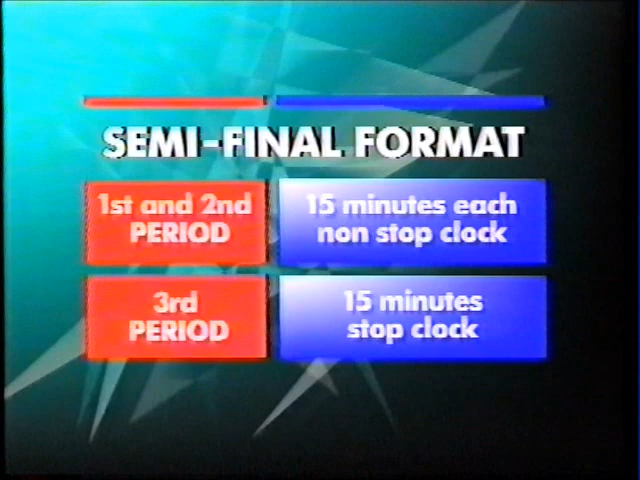 SEMI-FINAL FORMAT
1st and 2nd
PERIOD
15 minutes each
non stop clock
3rd
PERIOD
15 minutes
stop clock